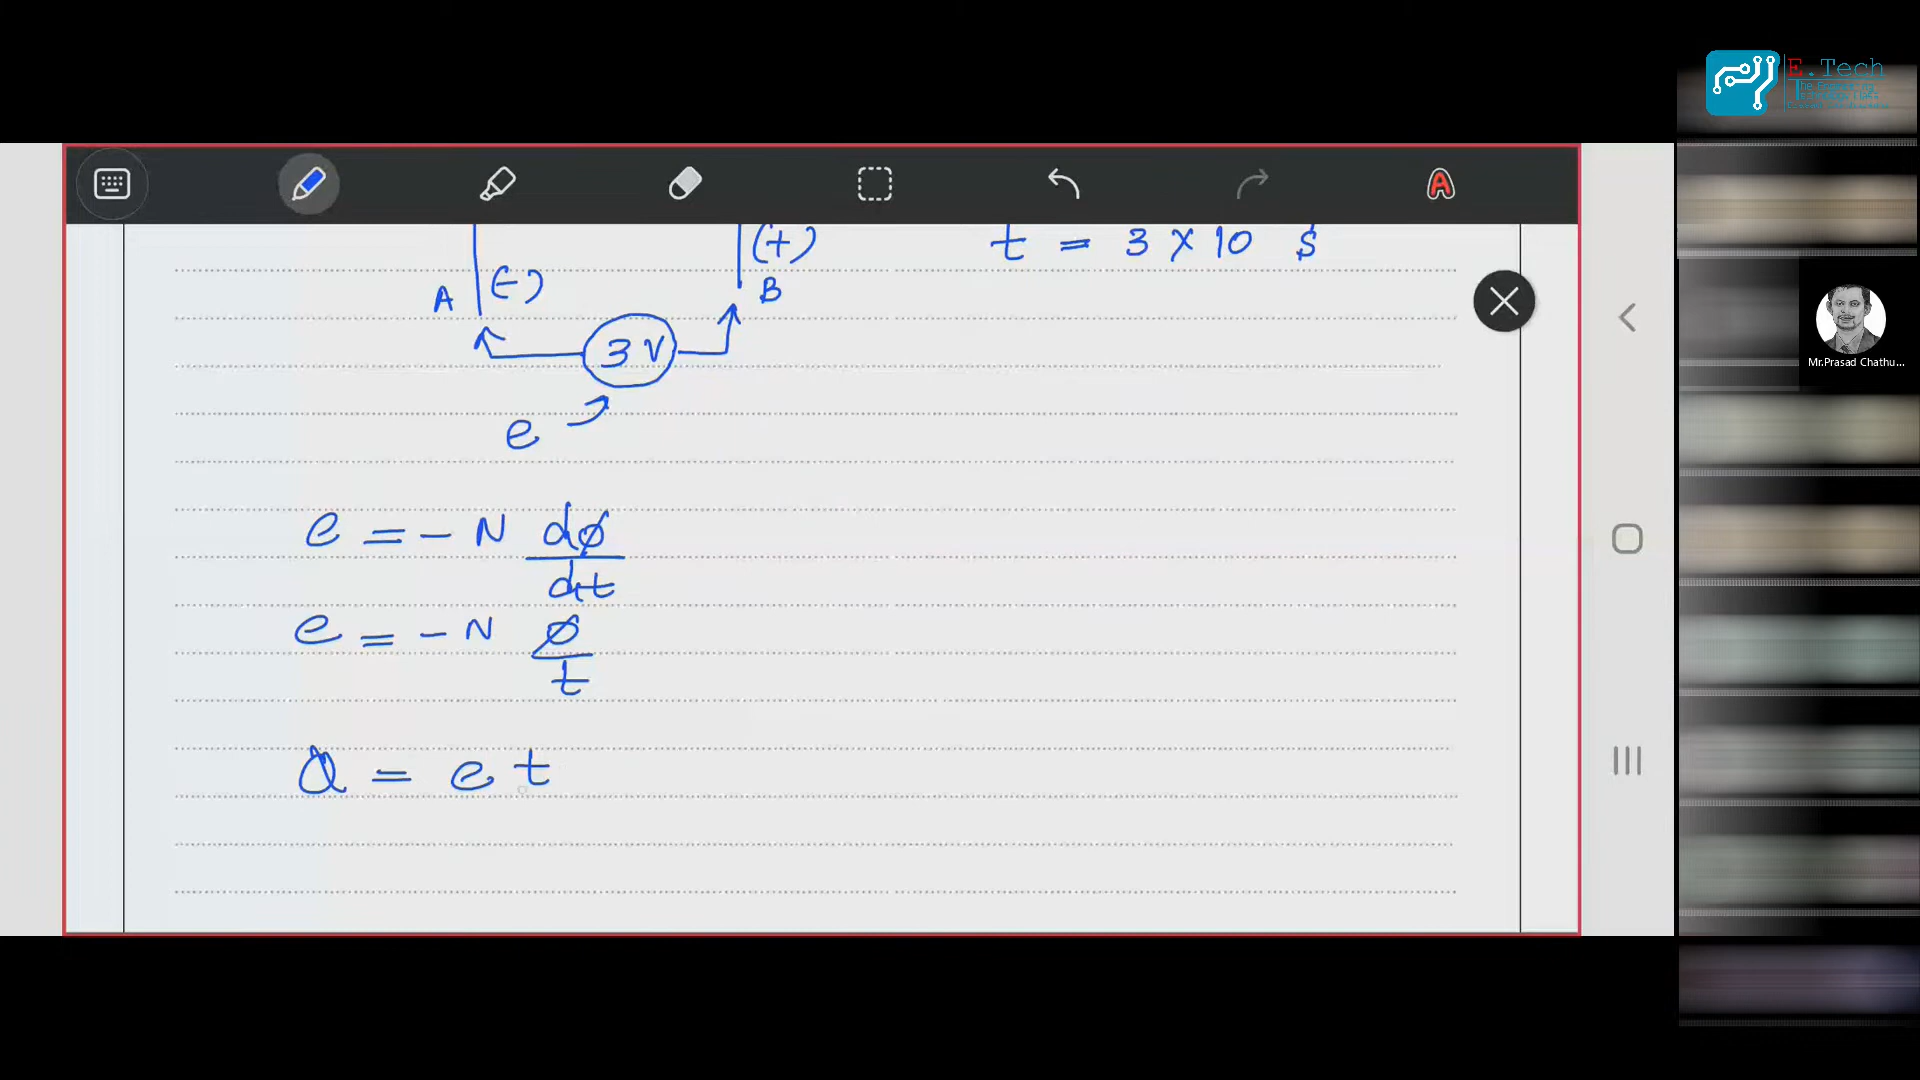 E.Tech
(+)
t = 3 × 10 s
A (-)
B
3 V
e
Mr.Prasad Chathu...
e = - N dø
dt
e = - N ø
t
Q = e t
A